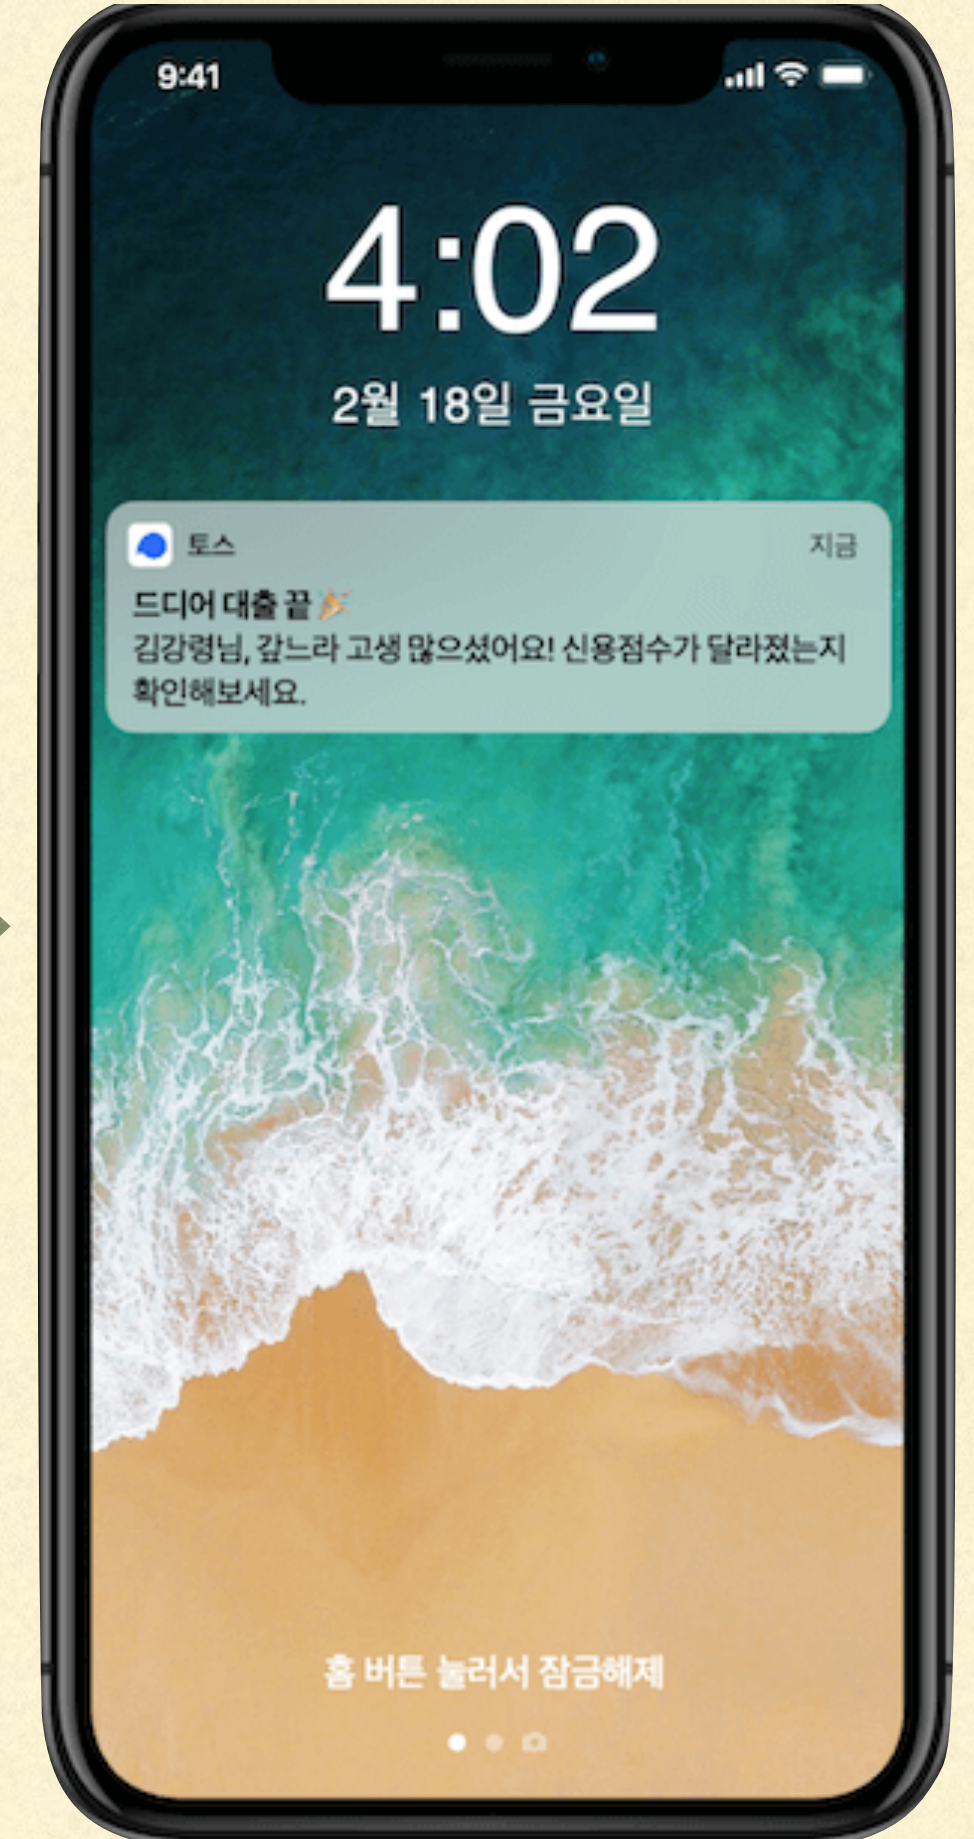 9:41
4:02
2월 18일 금요일
토스 지금
드디어 대출 끝 🎉
김강령님, 갚느라 고생 많으셨어요! 신용점수가 달라졌는지
확인해보세요.
홈 버튼 눌러서 잠금해제